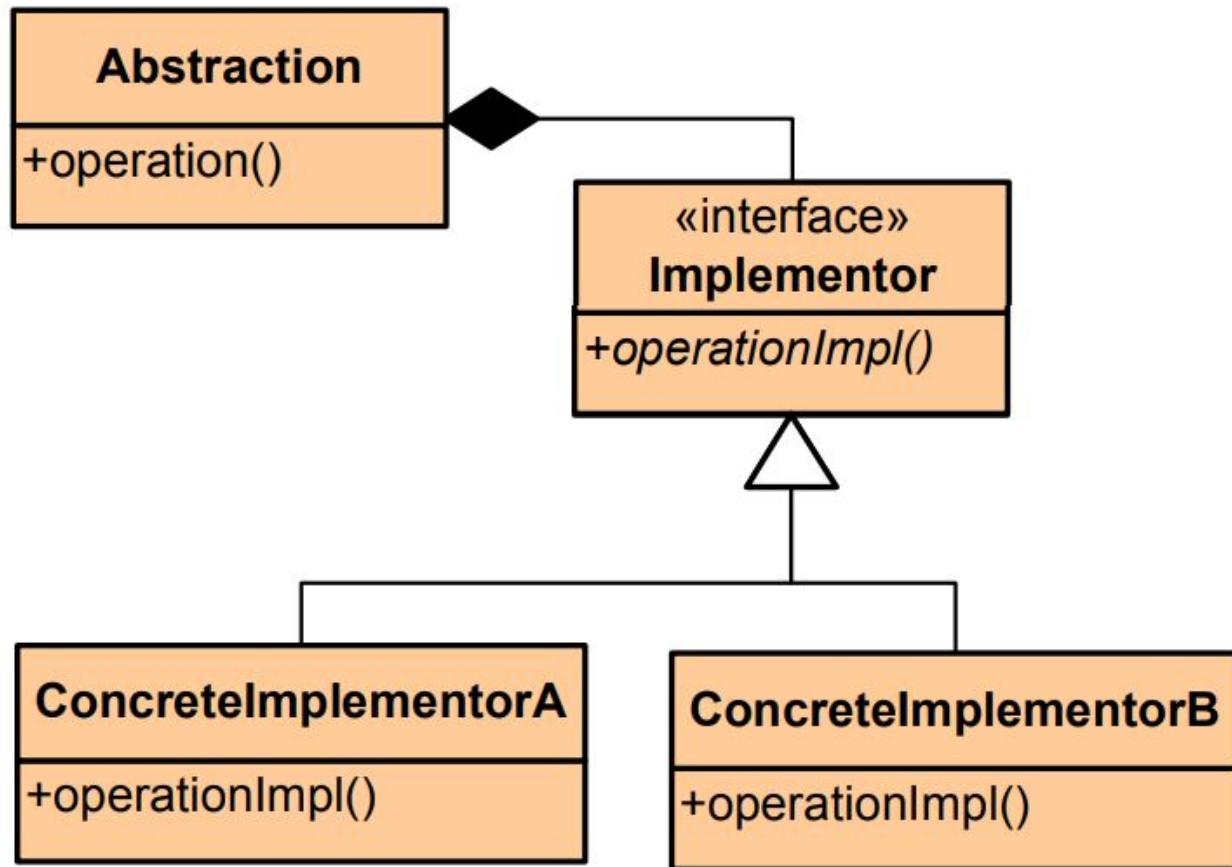 Abstraction
+operation()
«interface»
Implementor
+operationImpl()
ConcreteImplementorA
+operationImpl()
ConcreteImplementorB
+operationImpl()